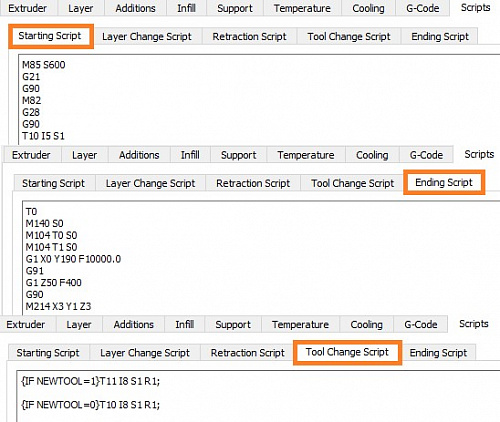 Extruder Layer Additions Infill Support Temperature Cooling G-Code Scripts
Starting Script Layer Change Script Retraction Script Tool Change Script Ending Script
M85 S600
G21
G90
M82
G28
G90
T10 I5 S1
Extruder Layer Additions Infill Support Temperature Cooling G-Code Scripts
Starting Script Layer Change Script Retraction Script Tool Change Script Ending Script
T0
M140 S0
M104 T0 S0
M104 T1 S0
G1 X0 Y190 F10000.0
G91
G1 Z50 F400
G90
M214 X3 Y1 Z3
Extruder Layer Additions Infill Support Temperature Cooling G-Code Scripts
Starting Script Layer Change Script Retraction Script Tool Change Script Ending Script
{IF NEWTOOL=1}T11 I8 S1 R1;
{IF NEWTOOL=0}T10 I8 S1 R1;